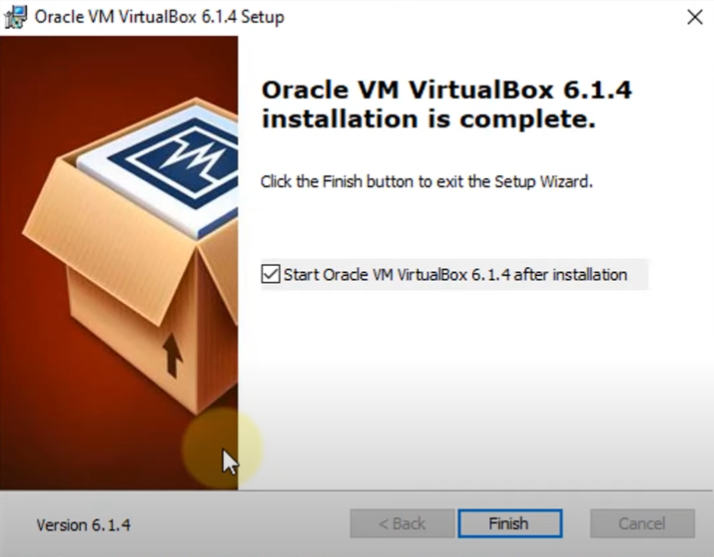 Oracle VM VirtualBox 6.1.4 Setup
Oracle VM VirtualBox 6.1.4
installation is complete.
Click the Finish button to exit the Setup Wizard.
Start Oracle VM VirtualBox 6.1.4 after installation
Version 6.1.4
< Back
Finish
Cancel